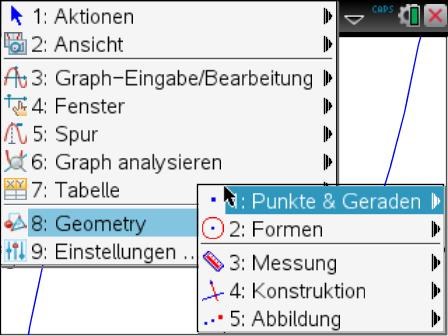 CAPS
1: Aktionen
2: Ansicht
3: Graph-Eingabe/Bearbeitung
4: Fenster
5: Spur
6: Graph analysieren
7: Tabelle
8: Geometry
9: Einstellungen ...
1: Punkte & Geraden
2: Formen
3: Messung
4: Konstruktion
5: Abbildung